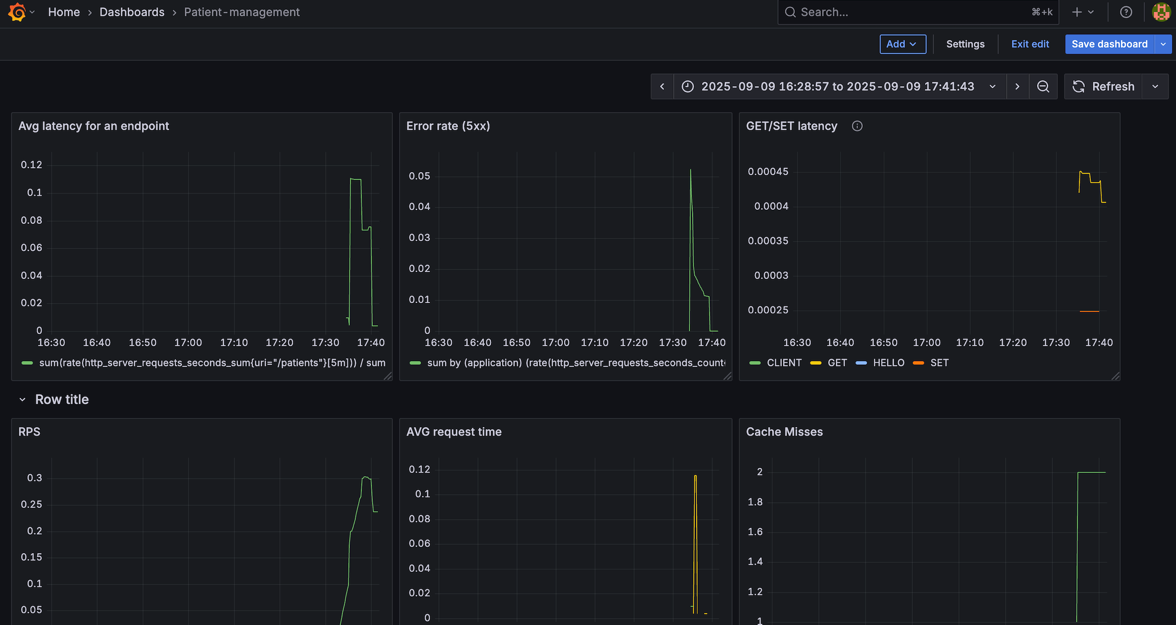 Home › Dashboards › Patient-management
Search... ⌘+k
Add Settings Exit edit Save dashboard
2025-09-09 16:28:57 to 2025-09-09 17:41:43 Refresh
Avg latency for an endpoint
0.12
0.1
0.08
0.06
0.04
0.02
0
16:30 16:40 16:50 17:00 17:10 17:20 17:30 17:40
sum(rate(http_server_requests_seconds_sum{uri="/patients"}[5m])) / sum
Error rate (5xx)
0.05
0.04
0.03
0.02
0.01
0
16:30 16:40 16:50 17:00 17:10 17:20 17:30 17:40
sum by (application) (rate(http_server_requests_seconds_count
GET/SET latency
0.00045
0.0004
0.00035
0.0003
0.00025
16:30 16:40 16:50 17:00 17:10 17:20 17:30 17:40
CLIENT GET HELLO SET
Row title
RPS
0.3
0.25
0.2
0.15
0.1
0.05
AVG request time
0.12
0.1
0.08
0.06
0.04
0.02
0
Cache Misses
2
1.8
1.6
1.4
1.2
1